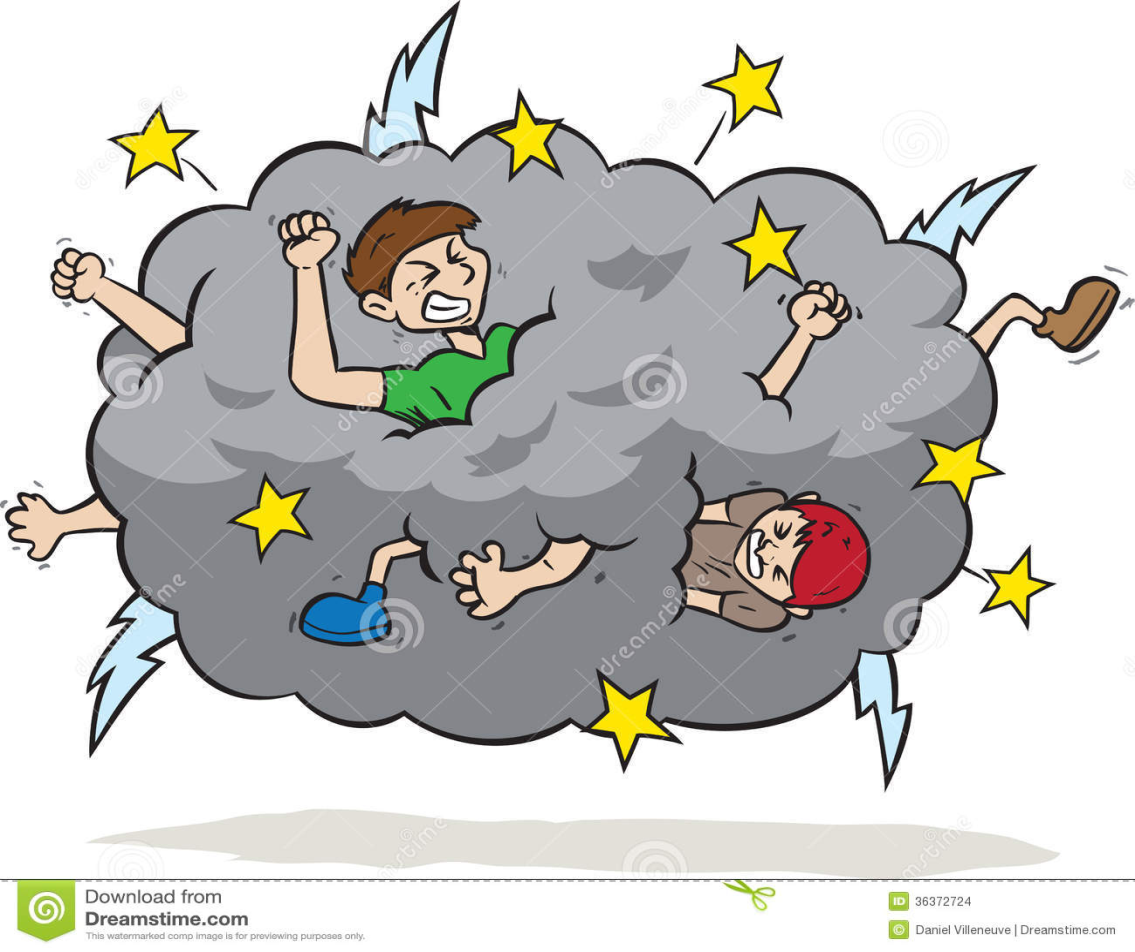 Download from
Dreamstime.com
This watermarked comp image is for previewing purposes only.
ID 36372724
© Daniel Villeneuve | Dreamstime.com
dreamstime